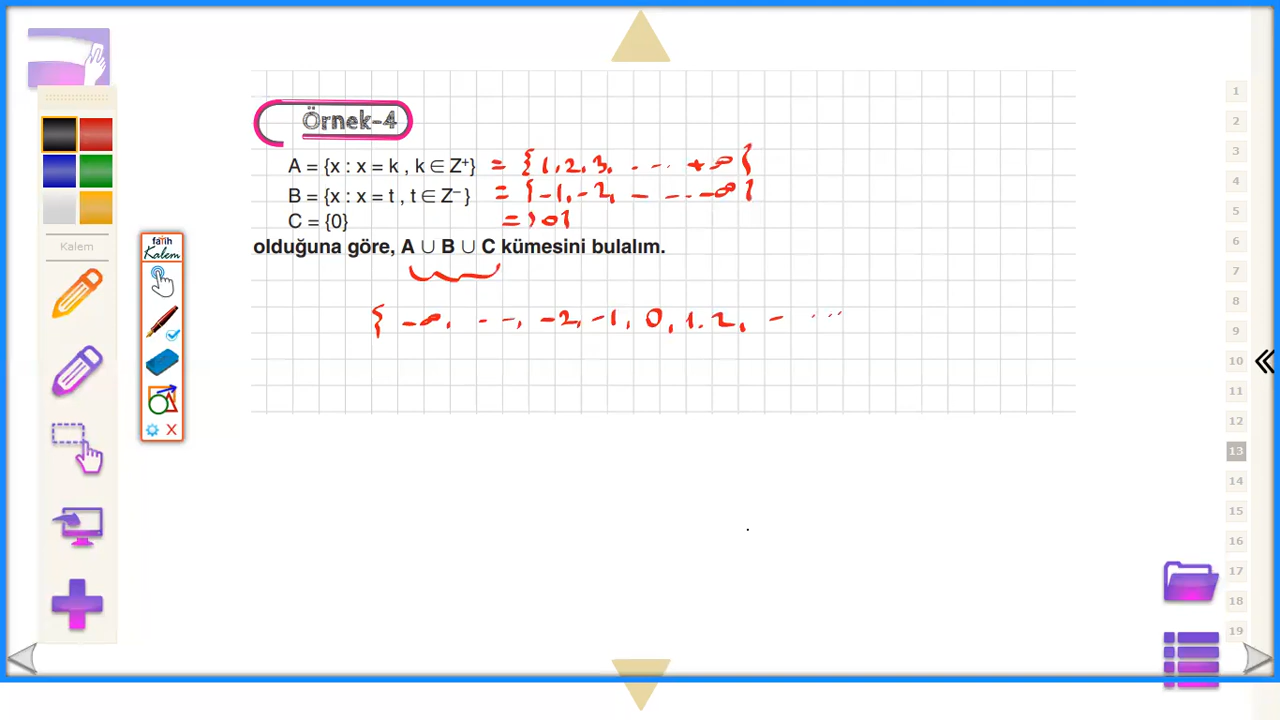 Örnek-4
A = {x : x = k , k ∈ Z⁺} = {1, 2, 3, . - . +∞}
B = {x : x = t , t ∈ Z⁻ } = {-1, -2, - - . . -∞}
C = {0} = {0}
olduğuna göre, A ∪ B ∪ C kümesini bulalım.
{ -∞, - -, -2, -1, 0, 1, 2, - ...
Kalem
fatih
Kalem
1
2
3
4
5
6
7
8
9
10
11
12
13
14
15
16
17
18
19